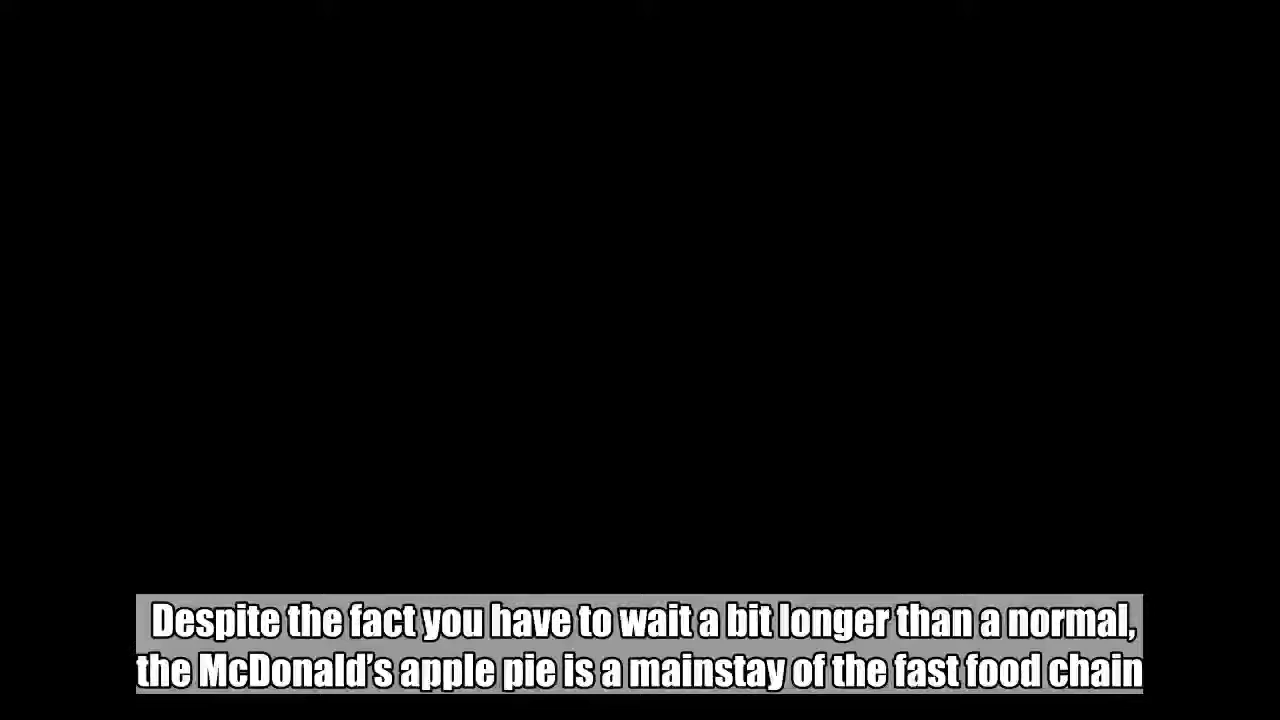 Despite the fact you have to wait a bit longer than a normal,
the McDonald’s apple pie is a mainstay of the fast food chain